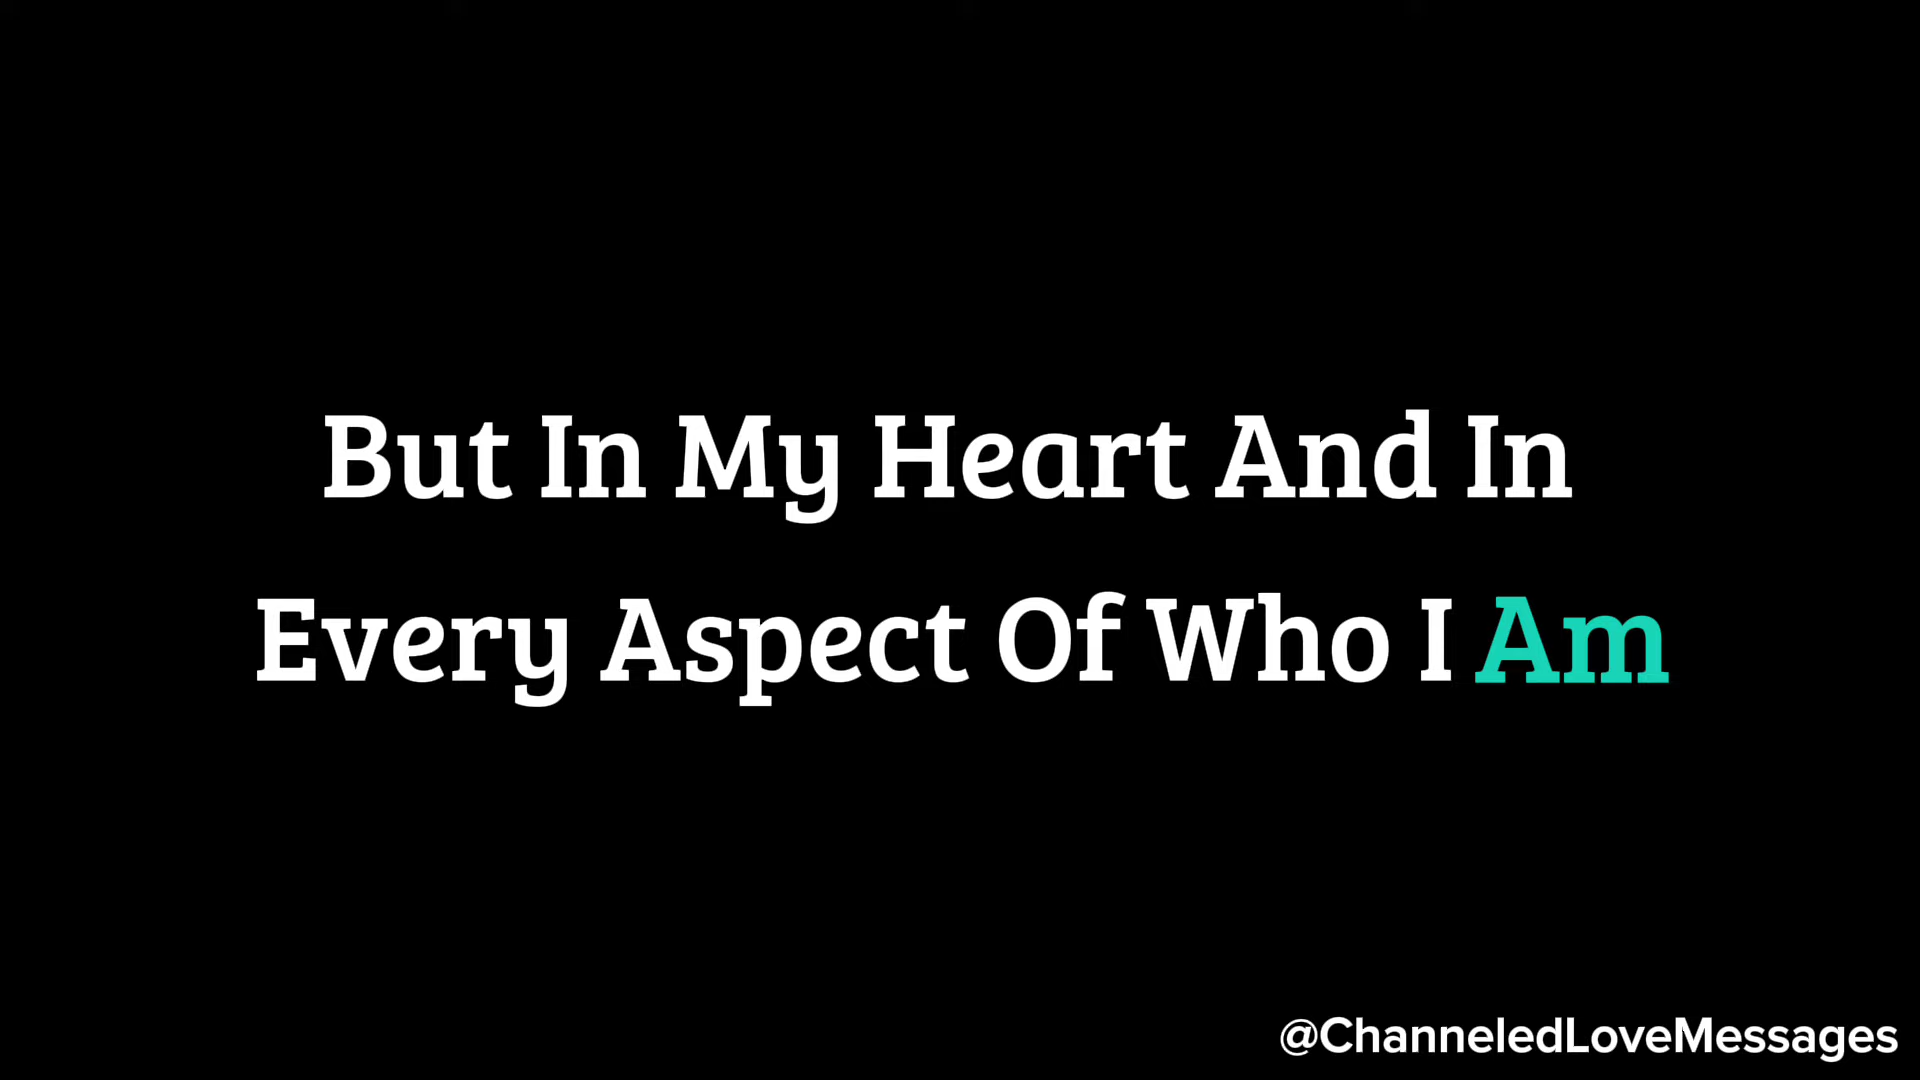 But In My Heart And In
Every Aspect Of Who I Am
@ChanneledLoveMessages